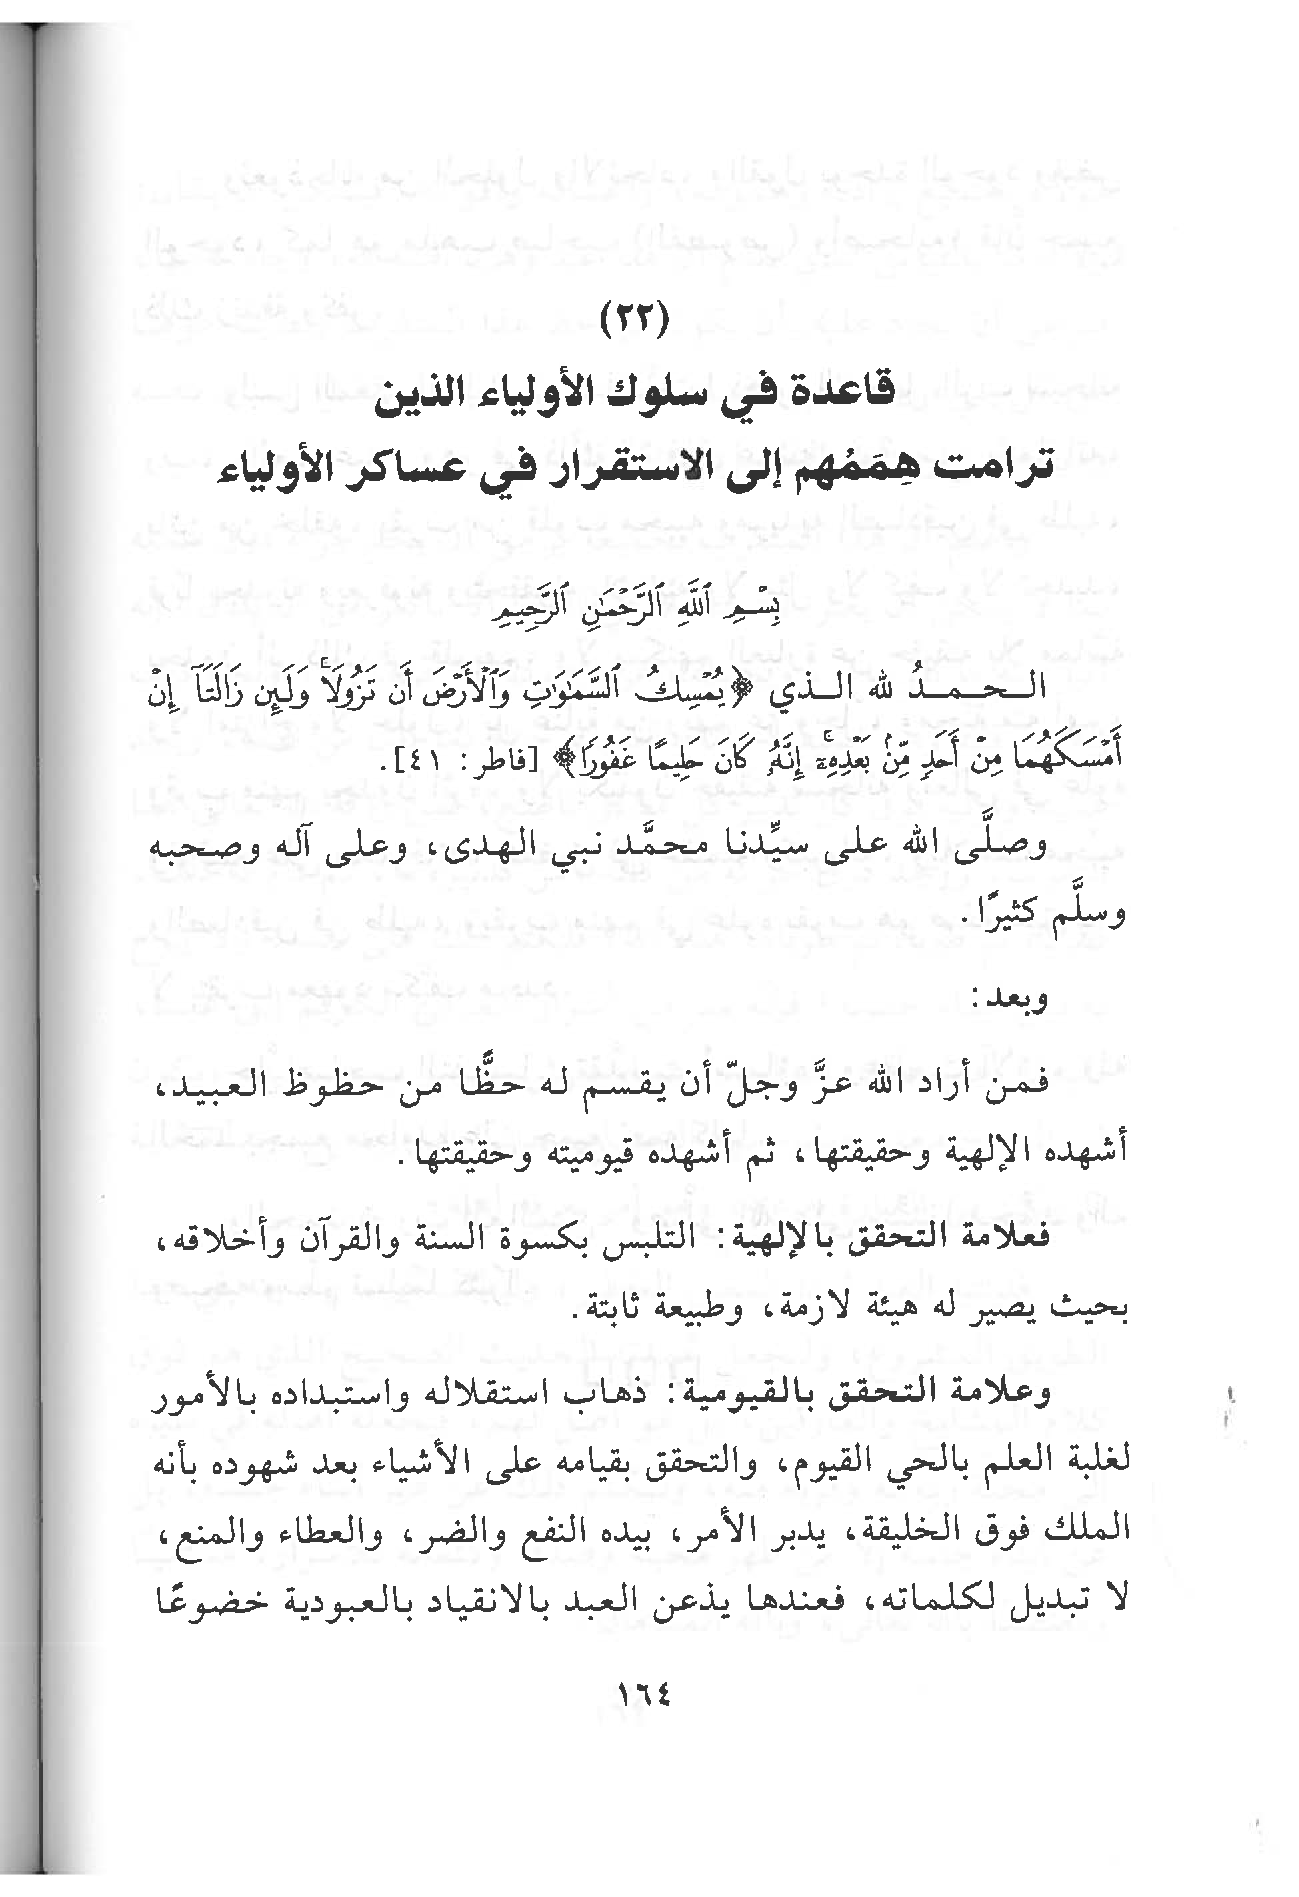 (٢٢)
قاعدة في سلوك الأولياء الذين
ترامت هِمَمُهم إلى الاستقرار في عساكر الأولياء
بِسْمِ ٱللَّهِ ٱلرَّحْمَٰنِ ٱلرَّحِيمِ
الـحـمـدُ لله الـذي ﴿يُمْسِكُ ٱلسَّمَٰوَٰتِ وَٱلْأَرْضَ أَن تَزُولَاۚ وَلَئِن زَالَتَآ إِنْ
أَمْسَكَهُمَا مِنْ أَحَدٍ مِّنۢ بَعْدِهِۦٓۚ إِنَّهُۥ كَانَ حَلِيمًا غَفُورًا﴾ [فاطر: ٤١].
وصلَّى الله على سيِّدنا محمَّد نبي الهدى، وعلى آله وصحبه
وسلَّم كثيرًا.
وبعد:
فمن أراد الله عزَّ وجلّ أن يقسم له حظًّا من حظوظ العبيد،
أشهده الإلهية وحقيقتها، ثم أشهده قيوميته وحقيقتها.
فعلامة التحقق بالإلهية: التلبس بكسوة السنة والقرآن وأخلاقه،
بحيث يصير له هيئة لازمة، وطبيعة ثابتة.
وعلامة التحقق بالقيومية: ذهاب استقلاله واستبداده بالأمور
لغلبة العلم بالحي القيوم، والتحقق بقيامه على الأشياء بعد شهوده بأنه
الملك فوق الخليقة، يدبر الأمر، بيده النفع والضر، والعطاء والمنع،
لا تبديل لكلماته، فعندها يذعن العبد بالانقياد بالعبودية خضوعًا
١٦٤